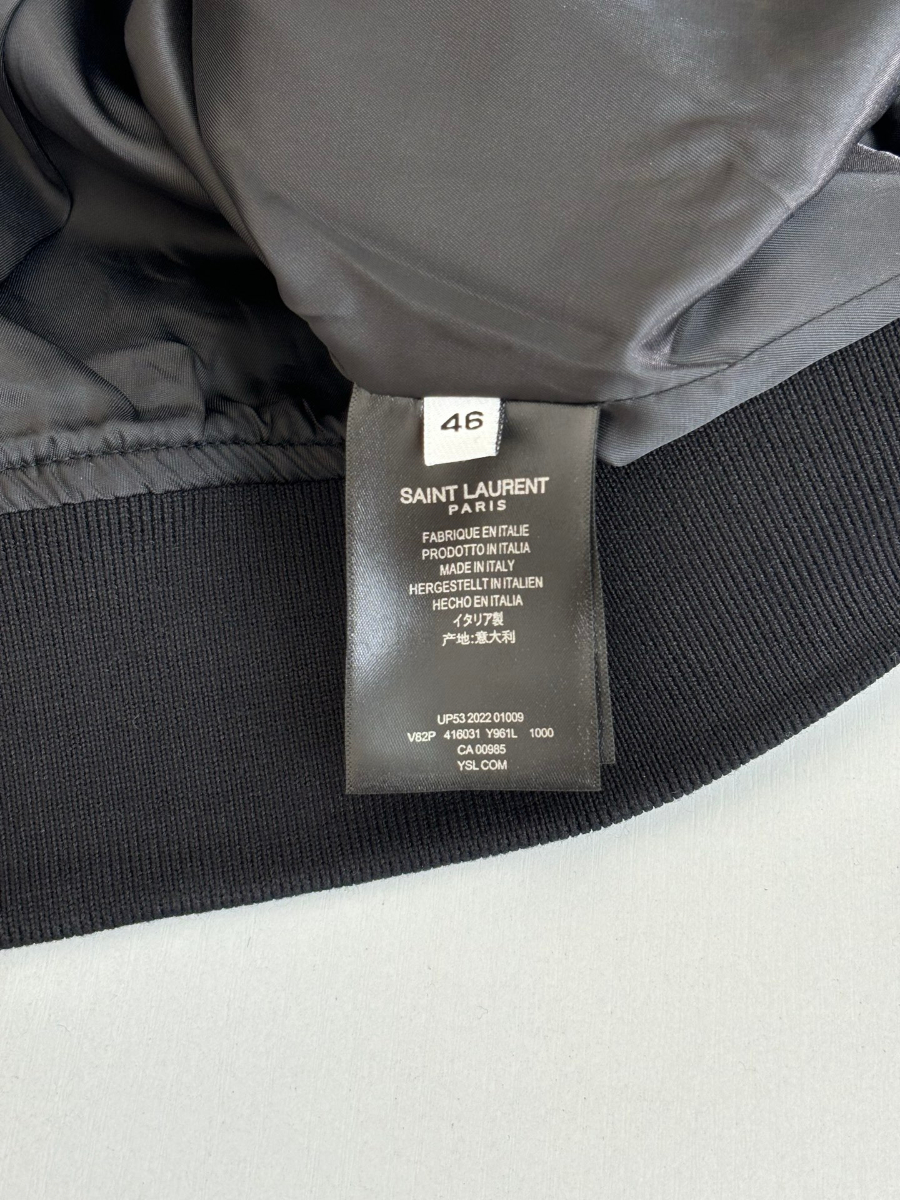 46
SAINT LAURENT
PARIS
FABRIQUE EN ITALIE
PRODOTTO IN ITALIA
MADE IN ITALY
HERGESTELLT IN ITALIEN
HECHO EN ITALIA
イタリア製
产地:意大利
UP53 2022 01009
V82P 416031 Y961L 1000
CA 00985
YSL COM